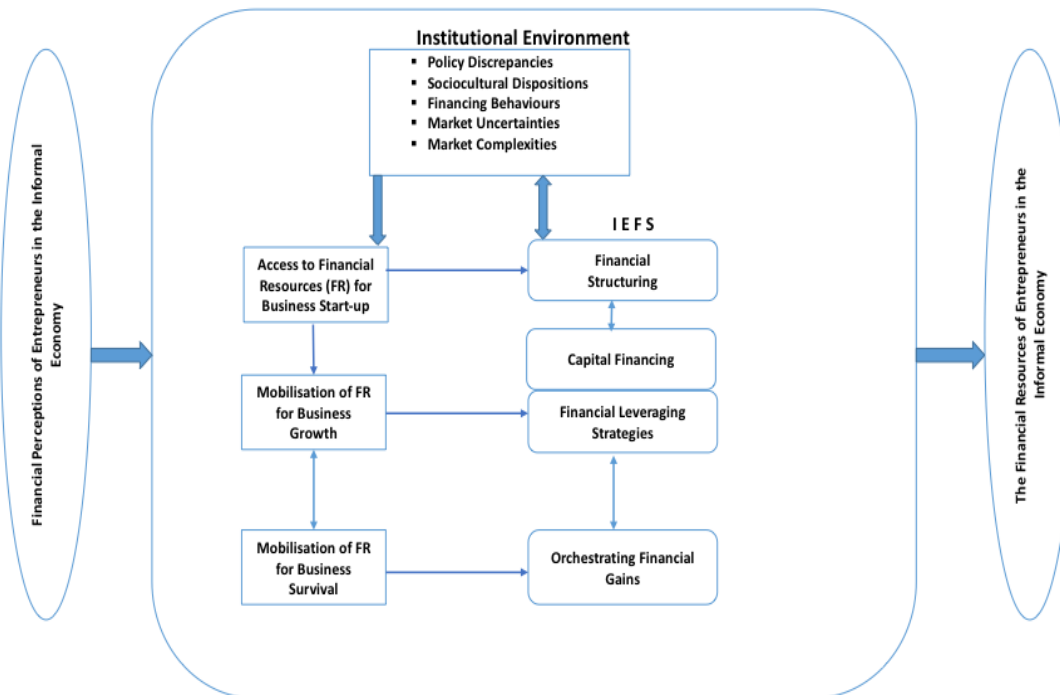 Financial Perceptions of Entrepreneurs in the Informal
Economy
Institutional Environment
▪ Policy Discrepancies
▪ Sociocultural Dispositions
▪ Financing Behaviours
▪ Market Uncertainties
▪ Market Complexities
I E F S
Access to Financial
Resources (FR) for
Business Start-up
Financial
Structuring
Capital Financing
Mobilisation of FR
for Business
Growth
Financial Leveraging
Strategies
Mobilisation of FR
for Business
Survival
Orchestrating Financial
Gains
The Financial Resources of Entrepreneurs in the
Informal Economy